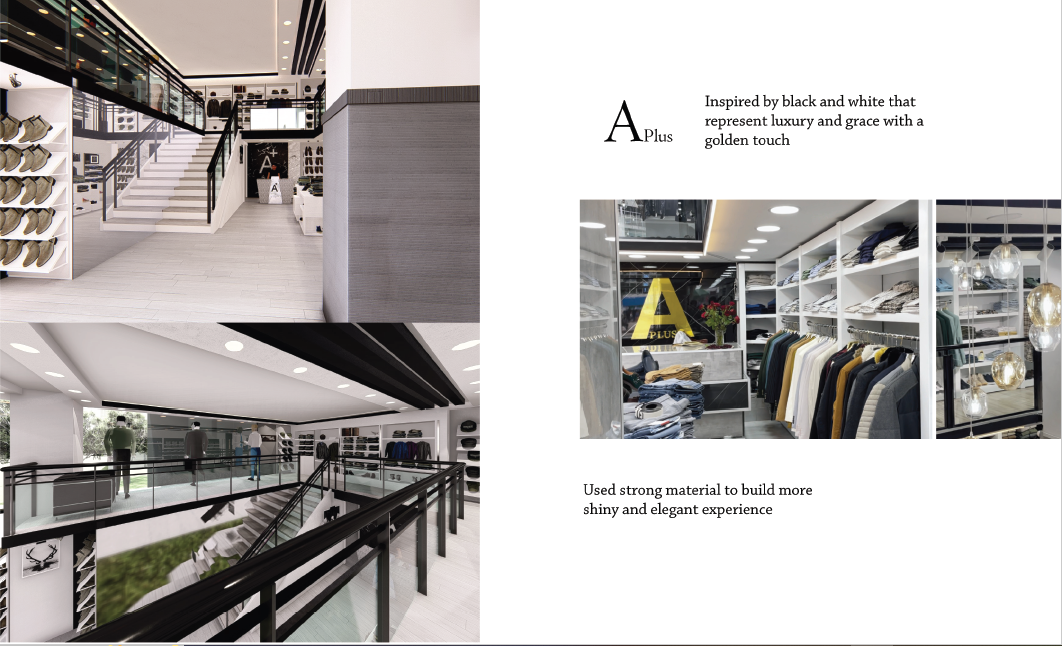 A+
A
A Plus
Inspired by black and white that
represent luxury and grace with a
golden touch
A
PLUS
Used strong material to build more
shiny and elegant experience